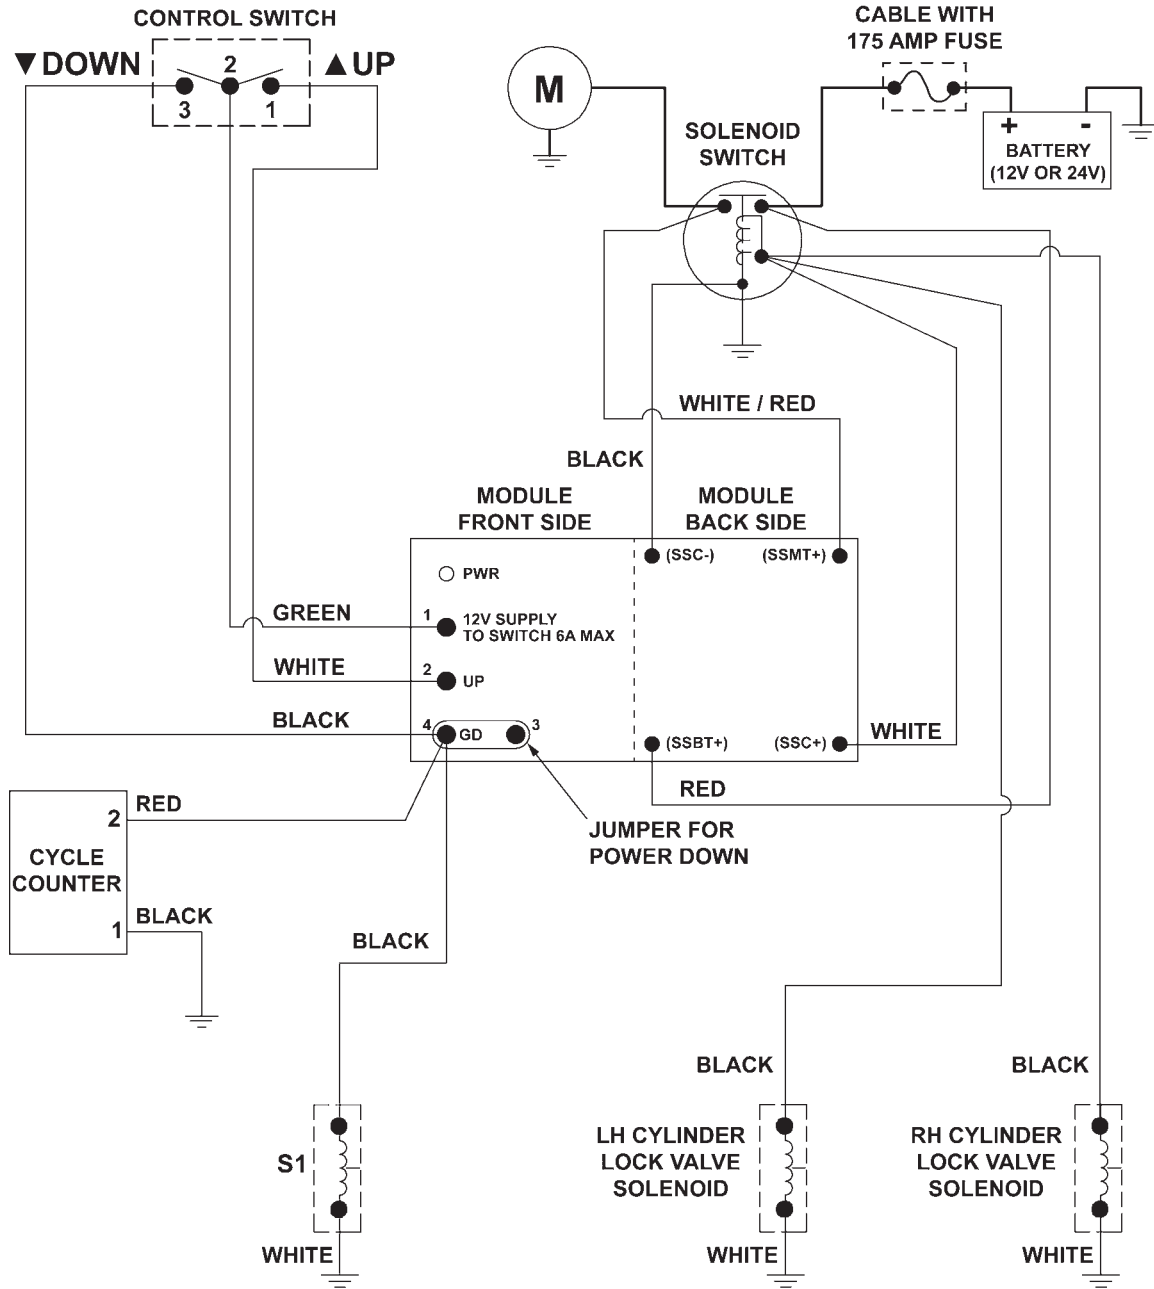 CONTROL SWITCH
▼DOWN
2
▲UP
3
1
M
CABLE WITH
175 AMP FUSE
SOLENOID
SWITCH
+
-
BATTERY
(12V OR 24V)
WHITE / RED
BLACK
MODULE
FRONT SIDE
MODULE
BACK SIDE
PWR
(SSC-)
(SSMT+)
GREEN
1
12V SUPPLY
TO SWITCH 6A MAX
WHITE
2
UP
BLACK
4
GD
3
(SSBT+)
(SSC+)
WHITE
RED
JUMPER FOR
POWER DOWN
2
RED
CYCLE
COUNTER
1
BLACK
BLACK
BLACK
BLACK
S1
LH CYLINDER
LOCK VALVE
SOLENOID
RH CYLINDER
LOCK VALVE
SOLENOID
WHITE
WHITE
WHITE